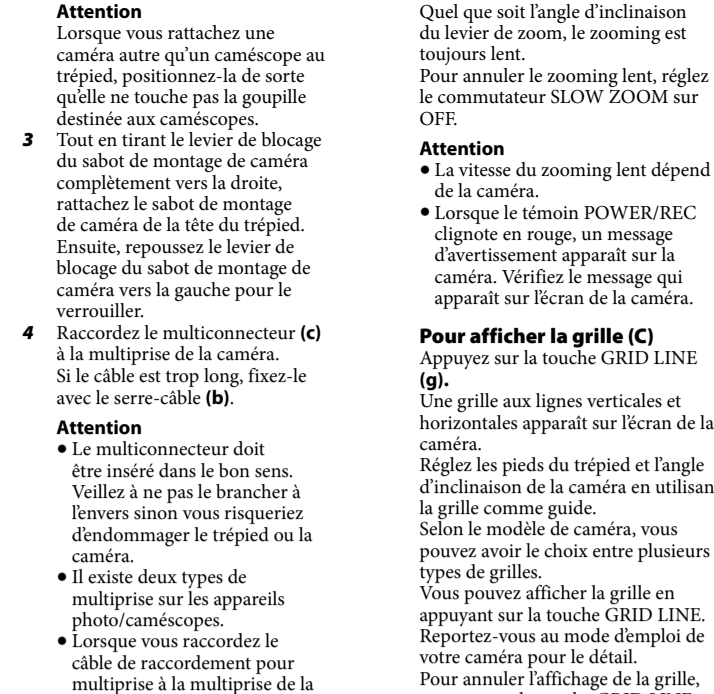 Attention
Lorsque vous rattachez une
caméra autre qu'un caméscope au
trépied, positionnez-la de sorte
qu'elle ne touche pas la goupille
destinée aux caméscopes.
3 Tout en tirant le levier de blocage
du sabot de montage de caméra
complètement vers la droite,
rattachez le sabot de montage
de caméra de la tête du trépied.
Ensuite, repoussez le levier de
blocage du sabot de montage de
caméra vers la gauche pour le
verrouiller.
4 Raccordez le multiconnecteur (c)
à la multiprise de la caméra.
Si le câble est trop long, fixez-le
avec le serre-câble (b).
Attention
• Le multiconnecteur doit
être inséré dans le bon sens.
Veillez à ne pas le brancher à
l'envers sinon vous risqueriez
d'endommager le trépied ou la
caméra.
• Il existe deux types de
multiprise sur les appareils
photo/caméscopes.
• Lorsque vous raccordez le
câble de raccordement pour
multiprise à la multiprise de la
Quel que soit l'angle d'inclinaison
du levier de zoom, le zooming est
toujours lent.
Pour annuler le zooming lent, réglez
le commutateur SLOW ZOOM sur
OFF.
Attention
• La vitesse du zooming lent dépend
de la caméra.
• Lorsque le témoin POWER/REC
clignote en rouge, un message
d'avertissement apparaît sur la
caméra. Vérifiez le message qui
apparaît sur l'écran de la caméra.
Pour afficher la grille (C)
Appuyez sur la touche GRID LINE
(g).
Une grille aux lignes verticales et
horizontales apparaît sur l'écran de la
caméra.
Réglez les pieds du trépied et l'angle
d'inclinaison de la caméra en utilisan
la grille comme guide.
Selon le modèle de caméra, vous
pouvez avoir le choix entre plusieurs
types de grilles.
Vous pouvez afficher la grille en
appuyant sur la touche GRID LINE.
Reportez-vous au mode d'emploi de
votre caméra pour le détail.
Pour annuler l'affichage de la grille,